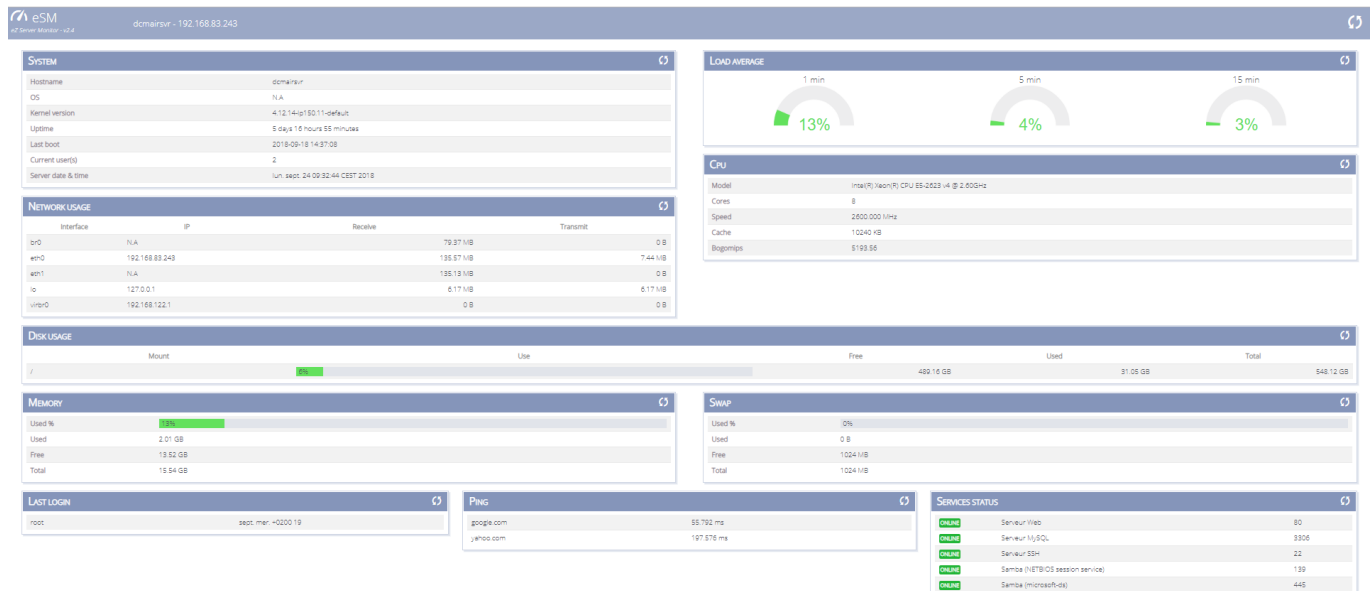 eSM
eZ Server Monitor - v2.4
dcmairsvr - 192.168.83.243
SYSTEM
Hostname dcmairsvr
OS N.A
Kernel version 4.12.14-lp150.11-default
Uptime 5 days 16 hours 55 minutes
Last boot 2018-09-18 14:37:08
Current user(s) 2
Server date & time lun. sept. 24 09:32:44 CEST 2018
LOAD AVERAGE
1 min 5 min 15 min
13% 4% 3%
CPU
Model Intel(R) Xeon(R) CPU E5-2623 v4 @ 2.60GHz
Cores 8
Speed 2600.000 MHz
Cache 10240 KB
Bogomips 5193.56
NETWORK USAGE
Interface IP Receive Transmit
br0 N.A 79.37 MB 0 B
eth0 192.168.83.243 135.57 MB 7.44 MB
eth1 N.A 135.13 MB 0 B
lo 127.0.0.1 6.17 MB 6.17 MB
virbr0 192.168.122.1 0 B 0 B
DISK USAGE
Mount Use Free Used Total
/ 6% 489.16 GB 31.05 GB 548.12 GB
MEMORY
Used % 13%
Used 2.01 GB
Free 13.52 GB
Total 15.54 GB
SWAP
Used % 0%
Used 0 B
Free 1024 MB
Total 1024 MB
LAST LOGIN
root sept. mer. +0200 19
PING
google.com 55.792 ms
yahoo.com 197.576 ms
SERVICES STATUS
ONLINE Serveur Web 80
ONLINE Serveur MySQL 3306
ONLINE Serveur SSH 22
ONLINE Samba (NETBIOS session service) 139
ONLINE Samba (microsoft-ds) 445